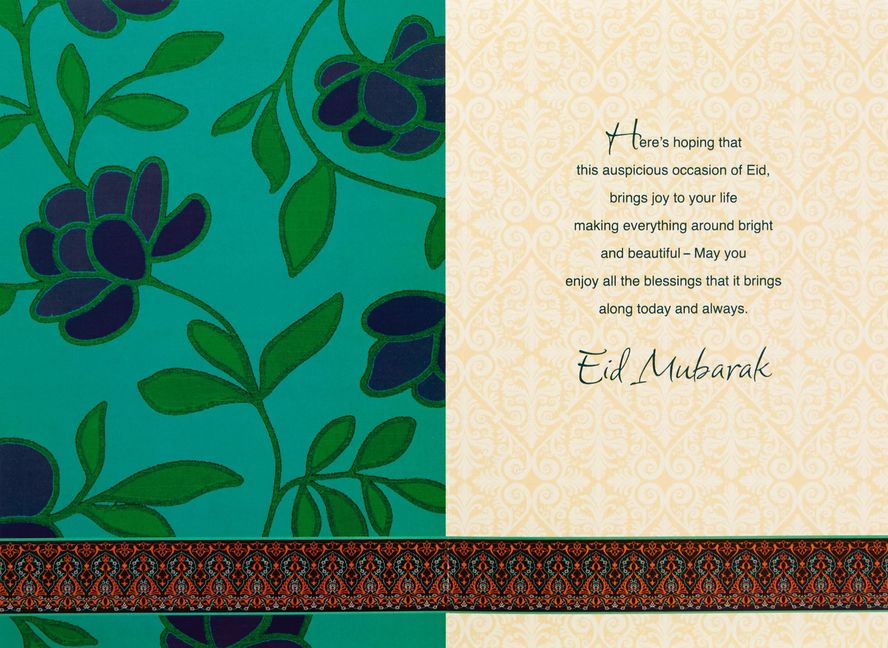 Here's hoping that
this auspicious occasion of Eid,
brings joy to your life
making everything around bright
and beautiful – May you
enjoy all the blessings that it brings
along today and always.
Eid Mubarak